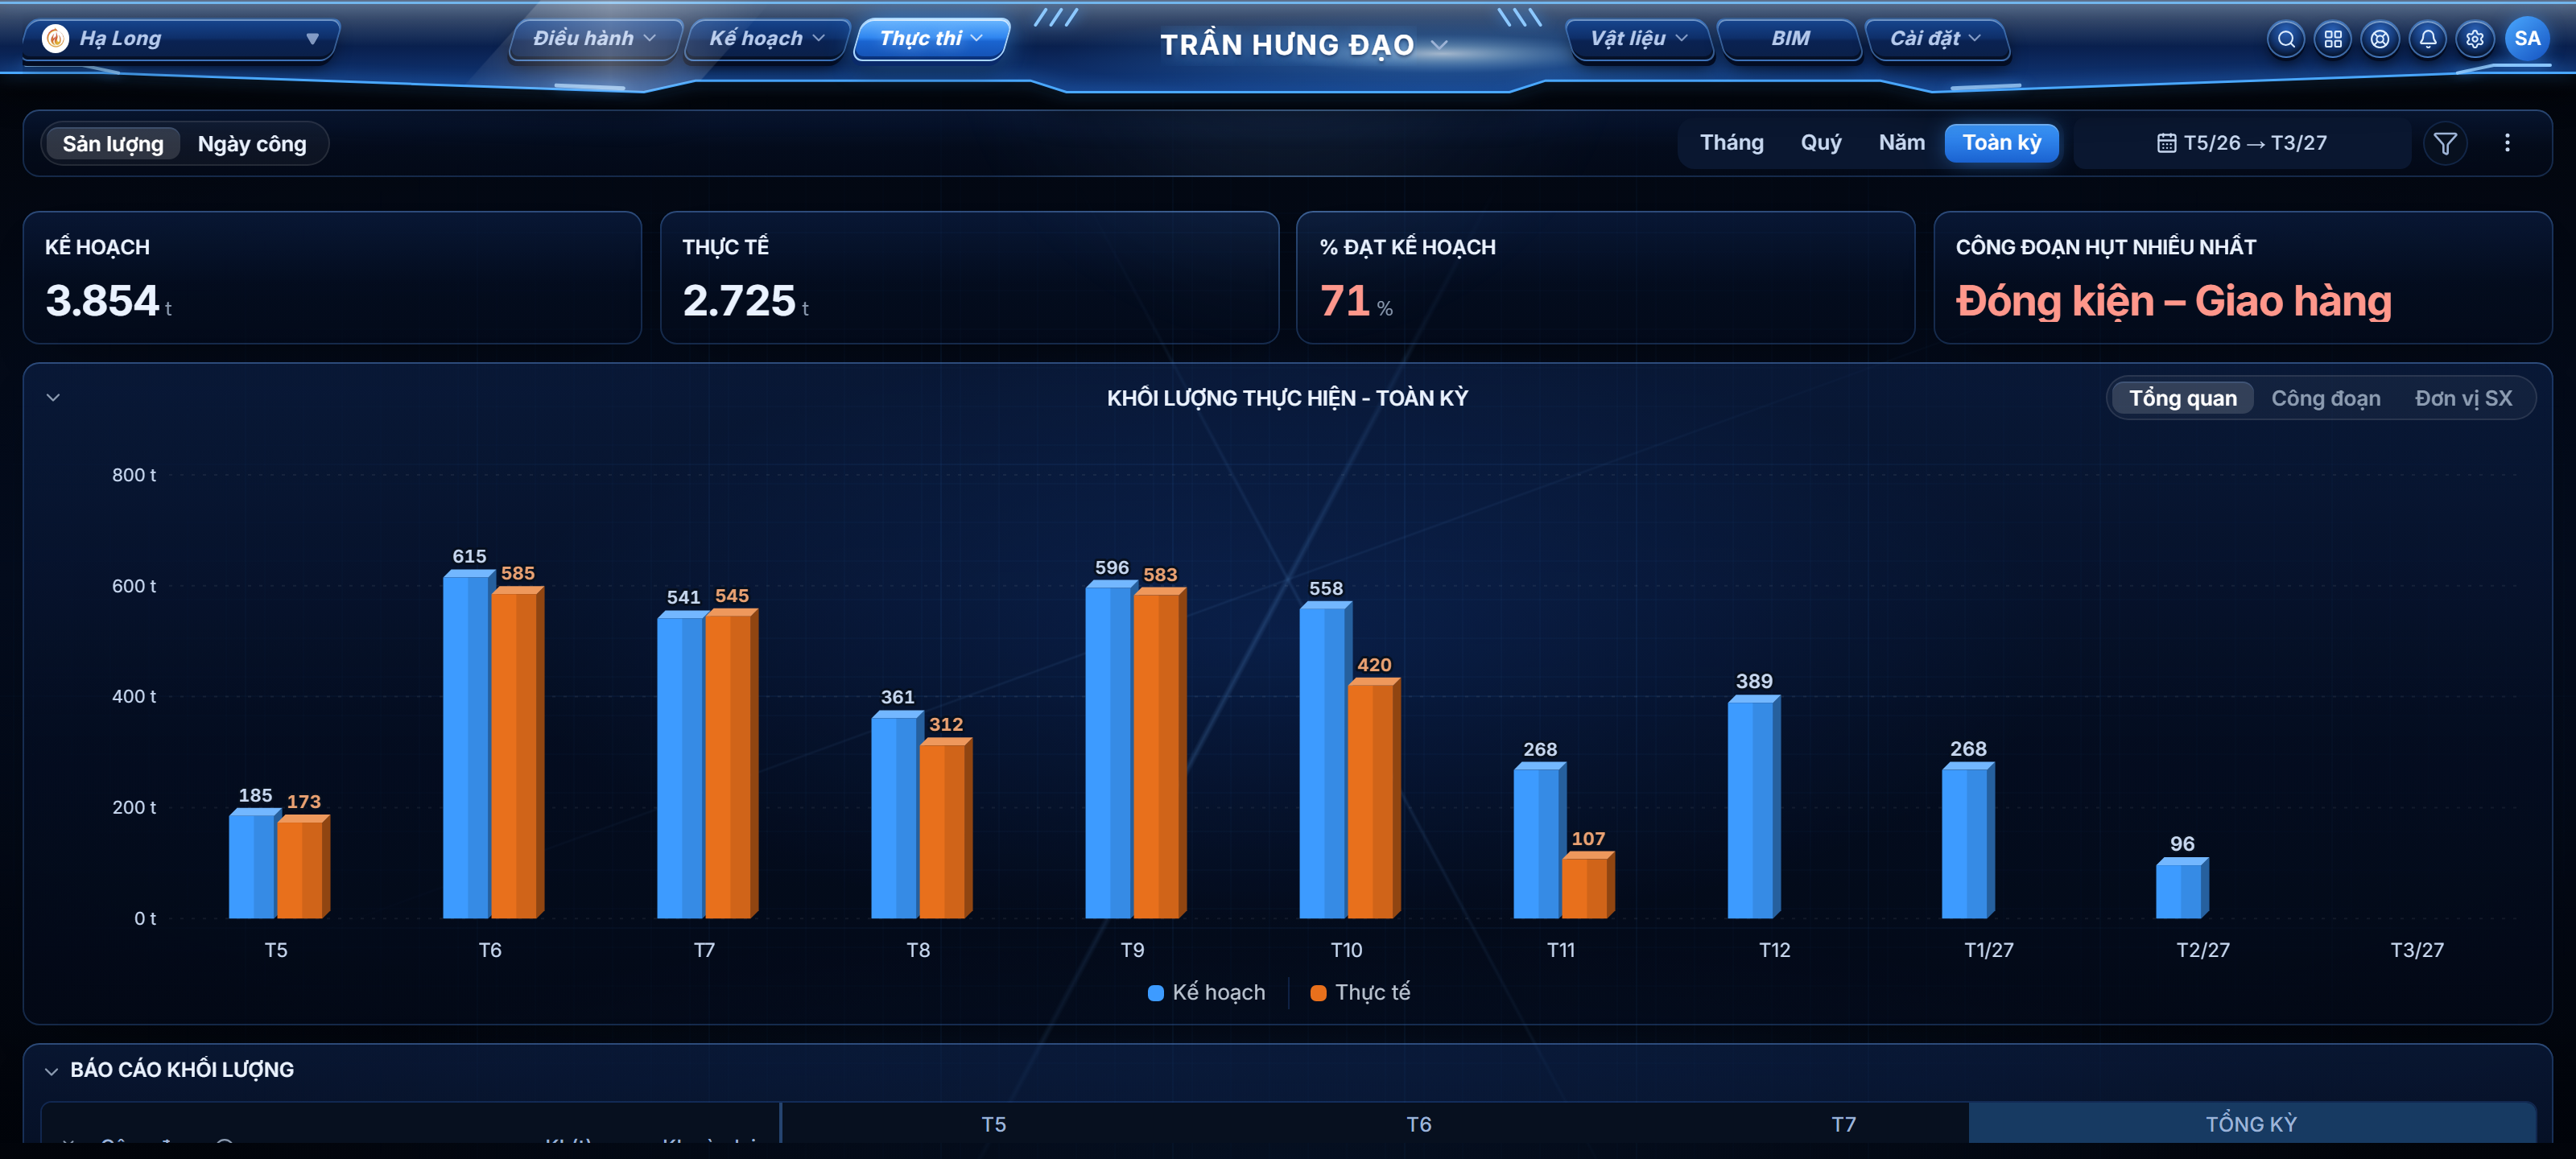 Hạ Long
Điều hành
Kế hoạch
Thực thi
TRẦN HƯNG ĐẠO
Vật liệu
BIM
Cài đặt
SA
Sản lượng
Ngày công
Tháng
Quý
Năm
Toàn kỳ
T5/26 → T3/27
KẾ HOẠCH
3.854 t
THỰC TẾ
2.725 t
% ĐẠT KẾ HOẠCH
71 %
CÔNG ĐOẠN HỤT NHIỀU NHẤT
Đóng kiện – Giao hàng
KHỐI LƯỢNG THỰC HIỆN - TOÀN KỲ
Tổng quan
Công đoạn
Đơn vị SX
800 t
600 t
400 t
200 t
0 t
185
173
615
585
541
545
361
312
596
583
558
420
268
107
389
268
96
T5
T6
T7
T8
T9
T10
T11
T12
T1/27
T2/27
T3/27
Kế hoạch
Thực tế
BÁO CÁO KHỐI LƯỢNG
T5
T6
T7
TỔNG KỲ